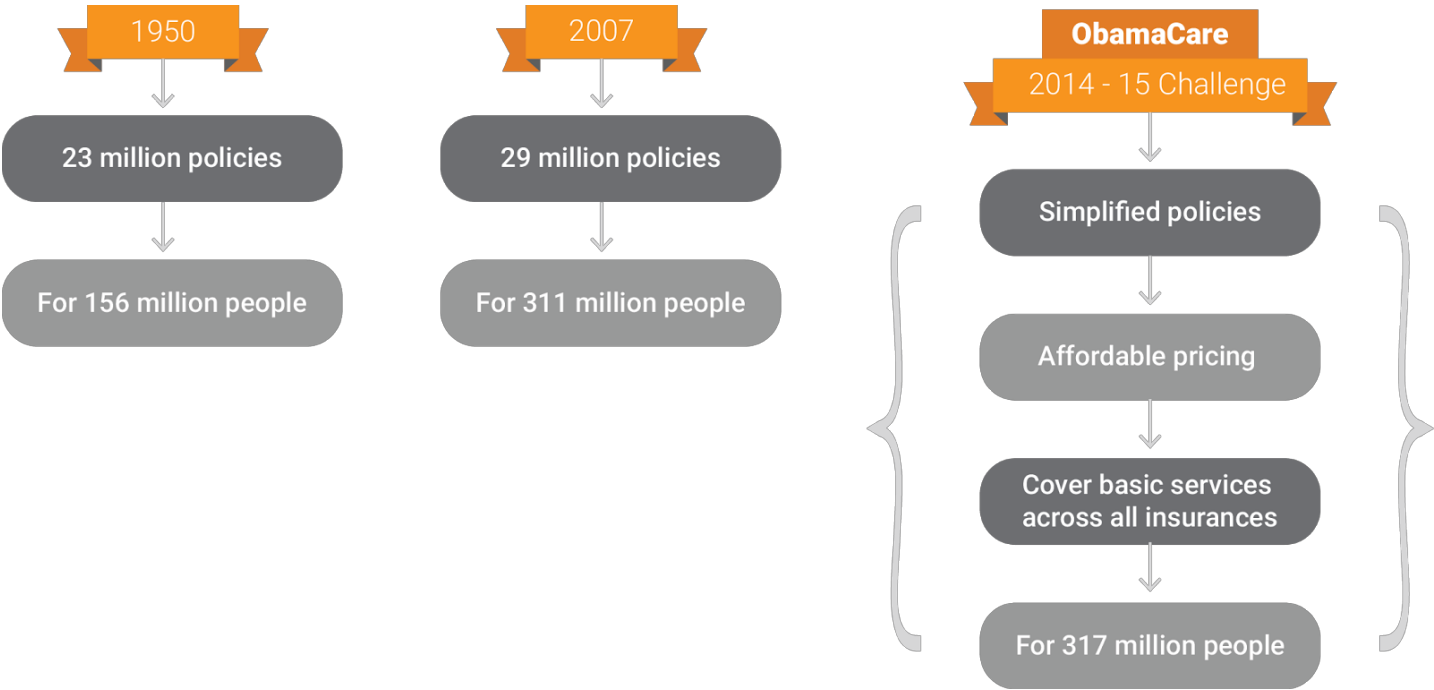 1950
23 million policies
For 156 million people
2007
29 million policies
For 311 million people
ObamaCare
2014 - 15 Challenge
Simplified policies
Affordable pricing
Cover basic services
across all insurances
For 317 million people